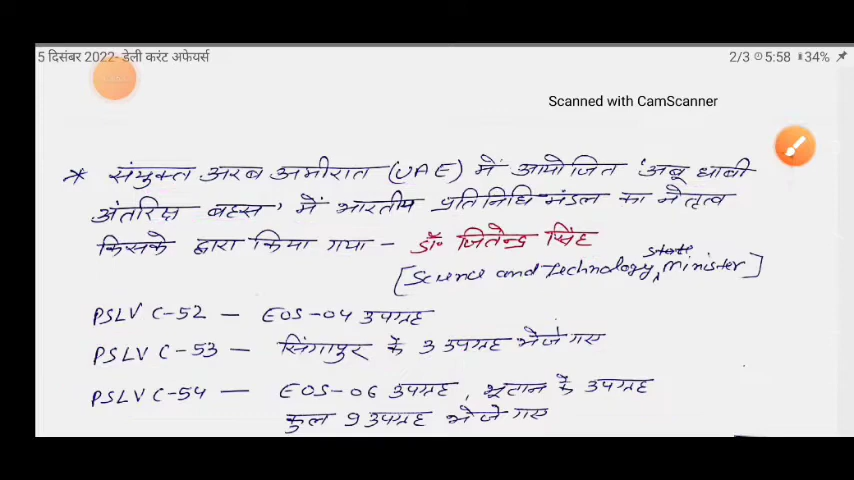 5 दिसंबर 2022- डेली करंट अफेयर्स
2/3 5:58 34%
Scanned with CamScanner
* संयुक्त अरब अमीरात (UAE) में आयोजित 'अबू धाबी
अंतरिक्ष बहस' में भारतीय प्रतिनिधि मंडल का नेतृत्व
किसके द्वारा किया गया - डॉ॰ जितेन्द्र सिंह
[Science and Technology state Minister]
PSLV C-52 - EOS-04 उपग्रह
PSLV C-53 - सिंगापुर के 3 उपग्रह भेजे गए
PSLV C-54 - EOS-06 उपग्रह, भूटान के उपग्रह
कुल 9 उपग्रह भेजे गए